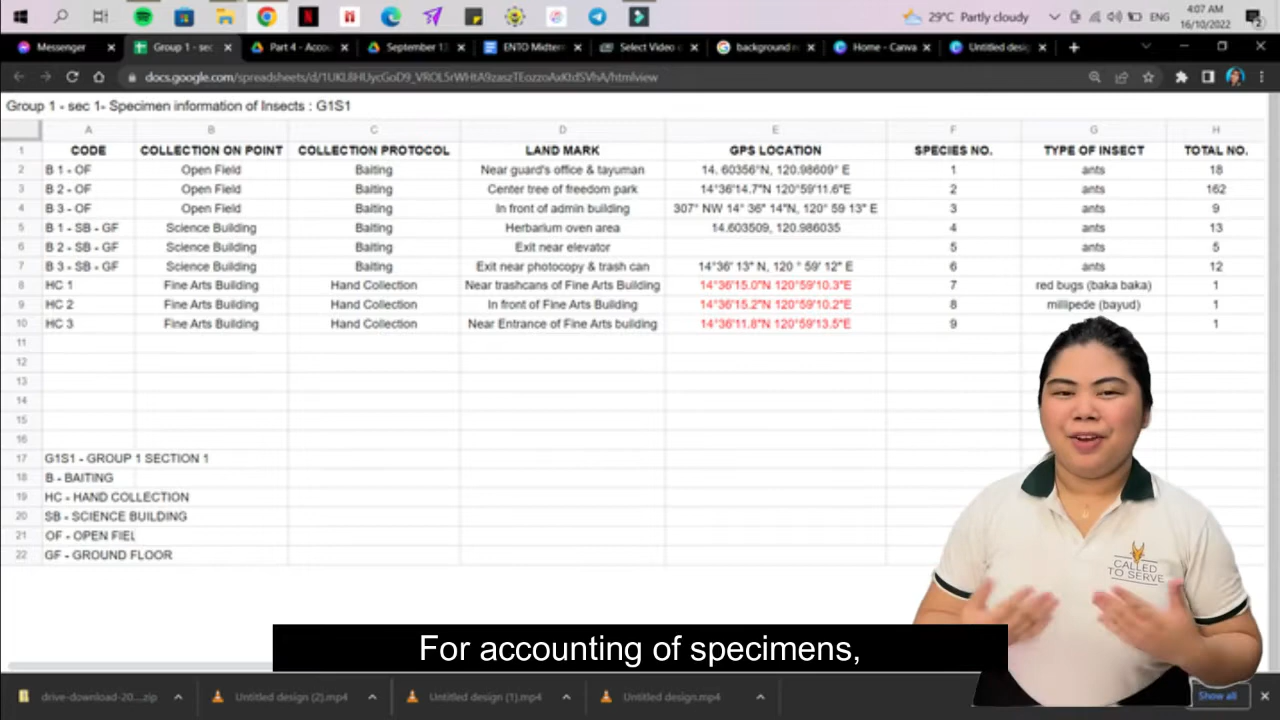 4:07 AM
29°C Partly cloudy
ENG
16/10/2022
2
Messenger
Group 1 - sec
Part 4 - Accou
September 1
ENTO Midterm
Select Video
background
Home - Canva
Untitled desi
docs.google.com/spreadsheets/d/
Group 1 - sec 1- Specimen information of Insects : G1S1
A B C D E F G H
1 CODE COLLECTION ON POINT COLLECTION PROTOCOL LAND MARK GPS LOCATION SPECIES NO. TYPE OF INSECT TOTAL NO.
2 B 1 - OF Open Field Baiting Near guard's office & tayuman 14. 60356°N, 120.98609° E 1 ants 18
3 B 2 - OF Open Field Baiting Center tree of freedom park 14°36'14.7"N 120°59'11.6"E 2 ants 162
4 B 3 - OF Open Field Baiting In front of admin building 307° NW 14° 36" 14"N, 120° 59 13" E 3 ants 9
5 B 1 - SB - GF Science Building Baiting Herbarium oven area 14.603509, 120.986035 4 ants 13
6 B 2 - SB - GF Science Building Baiting Exit near elevator 5 ants 5
7 B 3 - SB - GF Science Building Baiting Exit near photocopy & trash can 14°36' 13" N, 120 ° 59' 12" E 6 ants 12
8 HC 1 Fine Arts Building Hand Collection Near trashcans of Fine Arts Building 14°36'15.0"N 120°59'10.3"E 7 red bugs (baka baka) 1
9 HC 2 Fine Arts Building Hand Collection In front of Fine Arts Building 14°36'15.2"N 120°59'10.2"E 8 millipede (bayud) 1
10 HC 3 Fine Arts Building Hand Collection Near Entrance of Fine Arts building 14°36'11.8"N 120°59'13.5"E 9 1
11
12
13
14
15
16
17 G1S1 - GROUP 1 SECTION 1
18 B - BAITING
19 HC - HAND COLLECTION
20 SB - SCIENCE BUILDING
21 OF - OPEN FIEL
22 GF - GROUND FLOOR
CALLED
TO SERVE
For accounting of specimens,
drive-download-20....zip
Untitled design (2).mp4
Untitled design (1).mp4
Untitled design.mp4
Show all